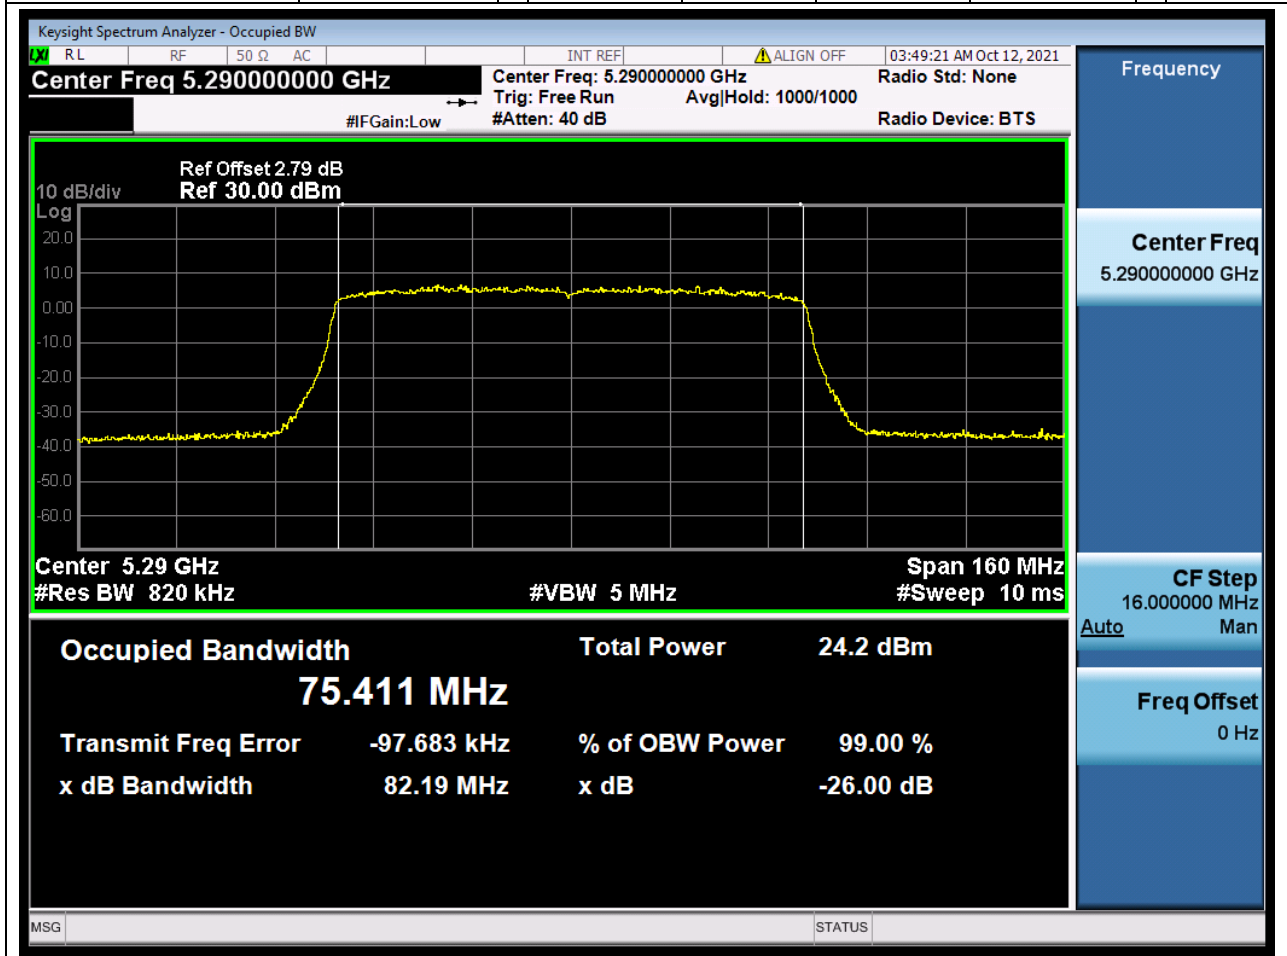 Keysight Spectrum Analyzer - Occupied BW
LXI RL RF 50 Ω AC INT REF ALIGN OFF 03:49:21 AM Oct 12, 2021
Center Freq 5.290000000 GHz
Center Freq: 5.290000000 GHz
Radio Std: None
Trig: Free Run Avg|Hold: 1000/1000
#IFGain:Low
#Atten: 40 dB
Radio Device: BTS
Ref Offset 2.79 dB
10 dB/div Ref 30.00 dBm
Log
20.0
10.0
0.00
-10.0
-20.0
-30.0
-40.0
-50.0
-60.0
Center 5.29 GHz
Span 160 MHz
#Res BW 820 kHz
#VBW 5 MHz
#Sweep 10 ms
Occupied Bandwidth
Total Power 24.2 dBm
75.411 MHz
Transmit Freq Error -97.683 kHz
% of OBW Power 99.00 %
x dB Bandwidth 82.19 MHz
x dB -26.00 dB
Frequency
Center Freq
5.290000000 GHz
CF Step
16.000000 MHz
Auto Man
Freq Offset
0 Hz
MSG
STATUS